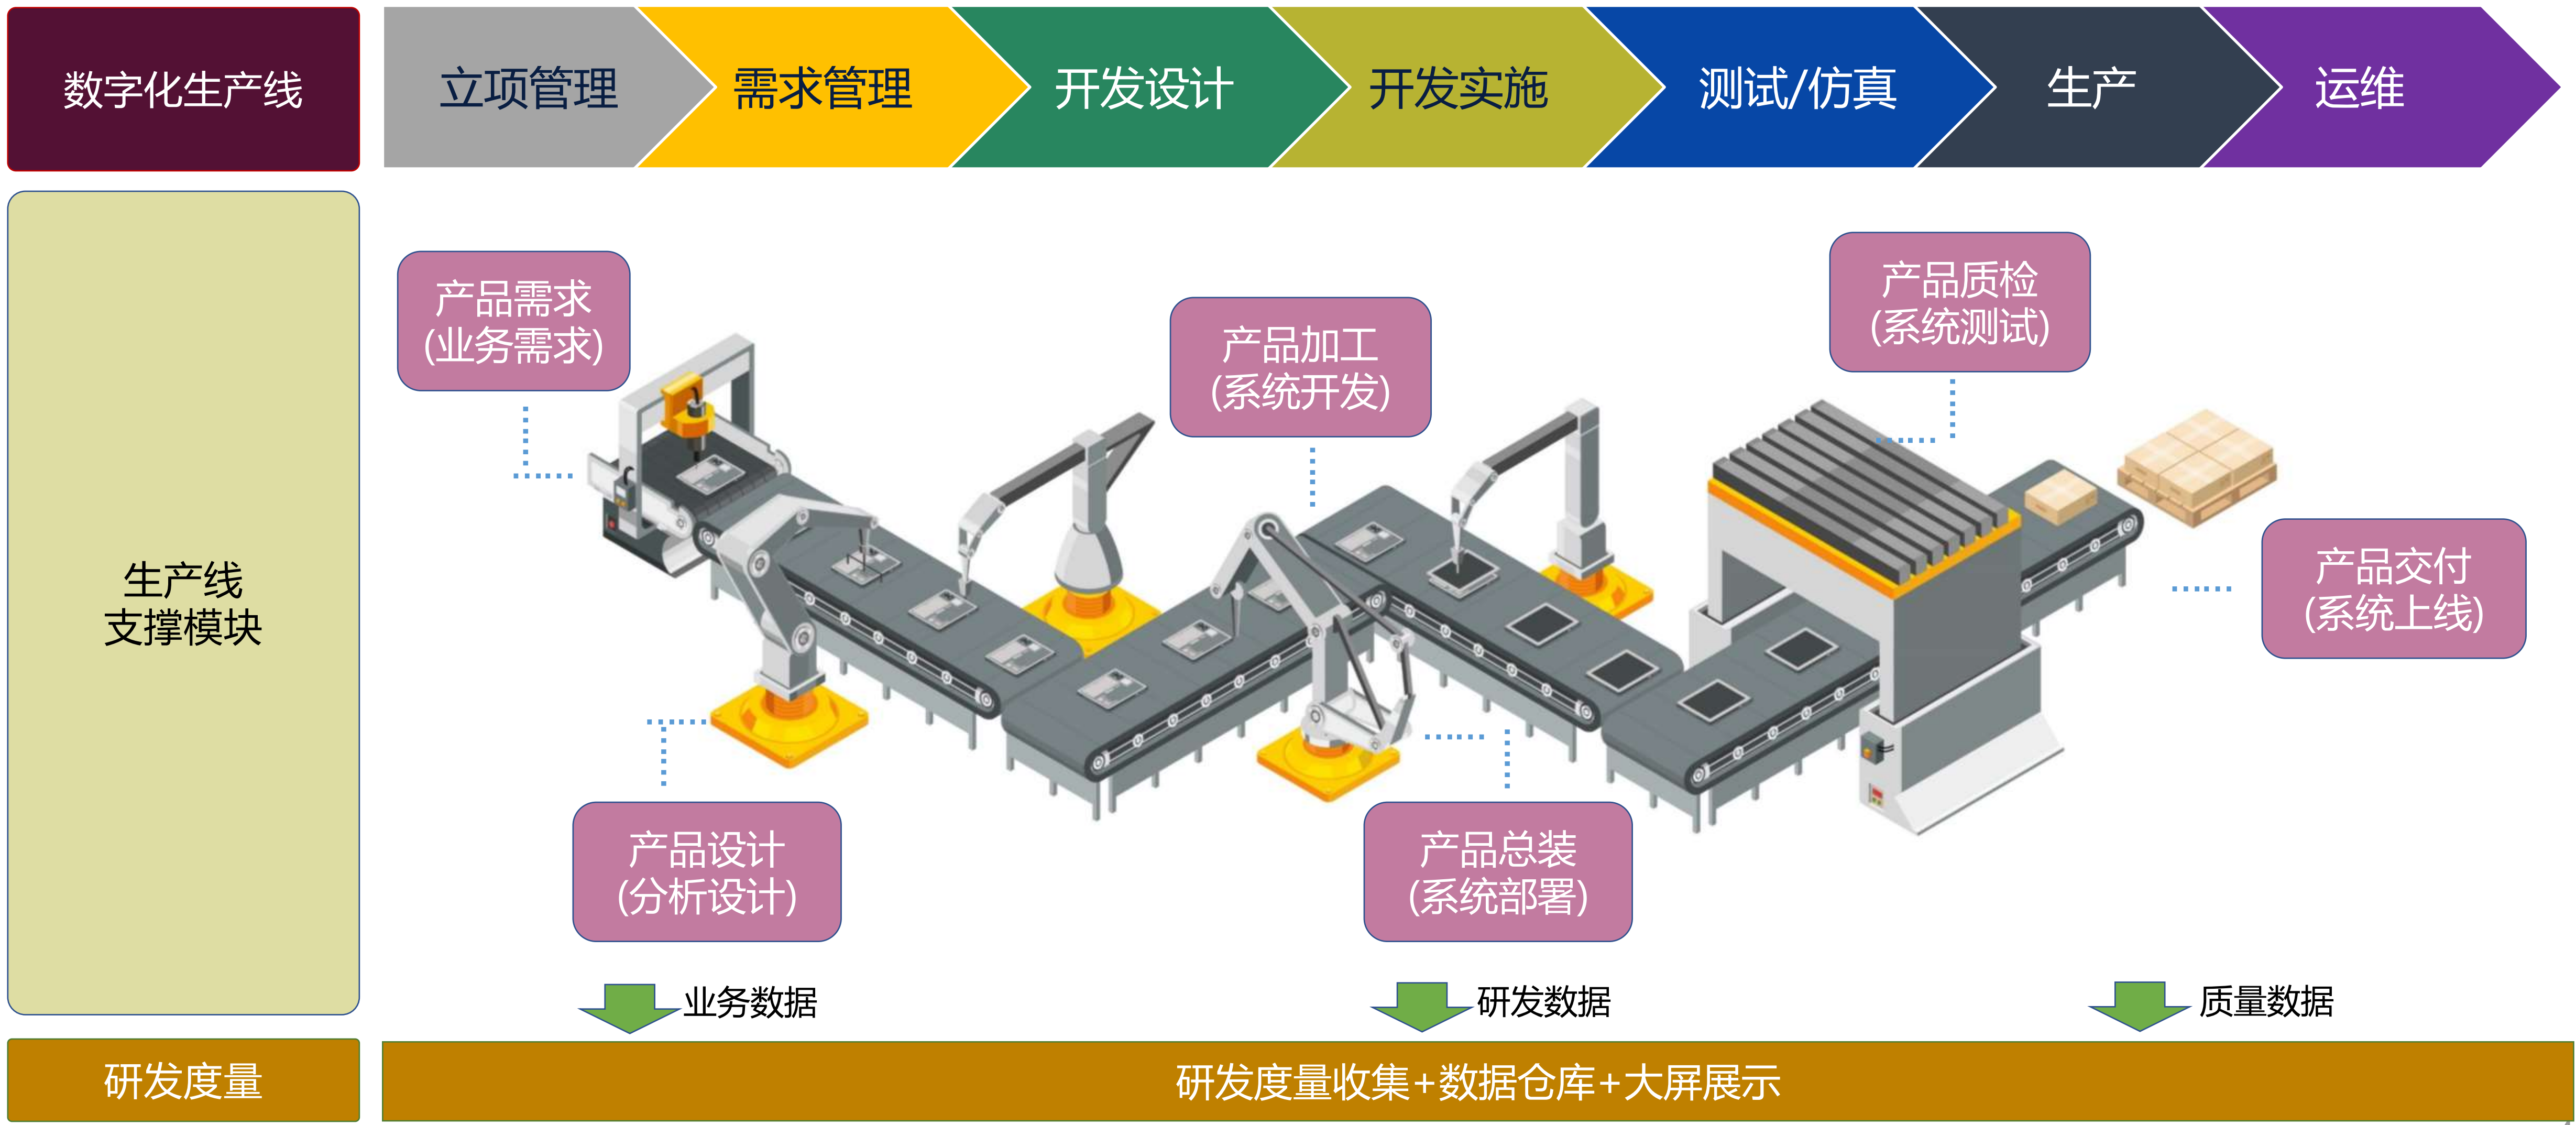 数字化生产线
立项管理
需求管理
开发设计
开发实施
测试/仿真
生产
运维
产品需求
(业务需求)
产品加工
(系统开发)
产品质检
(系统测试)
生产线
支撑模块
产品交付
(系统上线)
产品设计
(分析设计)
产品总装
(系统部署)
业务数据
研发数据
质量数据
研发度量
研发度量收集+数据仓库+大屏展示